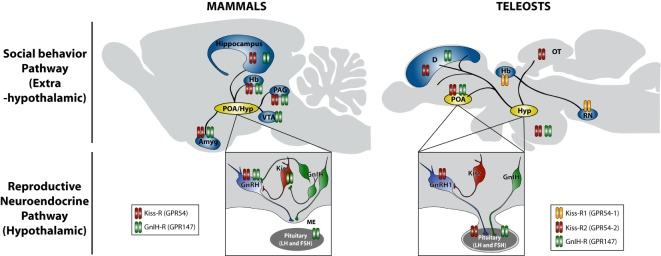 MAMMALS
TELEOSTS
Social behavior
Pathway
(Extra
-hypothalamic)
Hippocampus
Hb
PAG
POA/Hyp
VTA
Amyg
D
Hb
OT
POA
Hyp
RN
Reproductive
Neuroendocrine
Pathway
(Hypothalamic)
Kiss-R (GPR54)
GnIH-R (GPR147)
GnRH
GnIH
ME
Pituitary
(LH and FSH)
GnRH1
GnIH
Pituitary
(LH and FSH)
Kiss-R1 (GPR54-1)
Kiss-R2 (GPR54-2)
GnIH-R (GPR147)